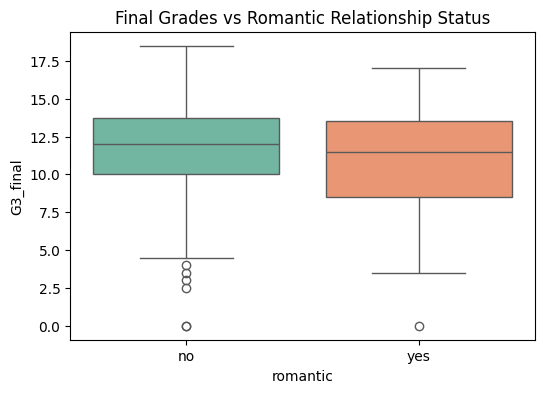 Final Grades vs Romantic Relationship Status
17.5
15.0
12.5
10.0
7.5
5.0
2.5
0.0
G3_final
no
yes
romantic